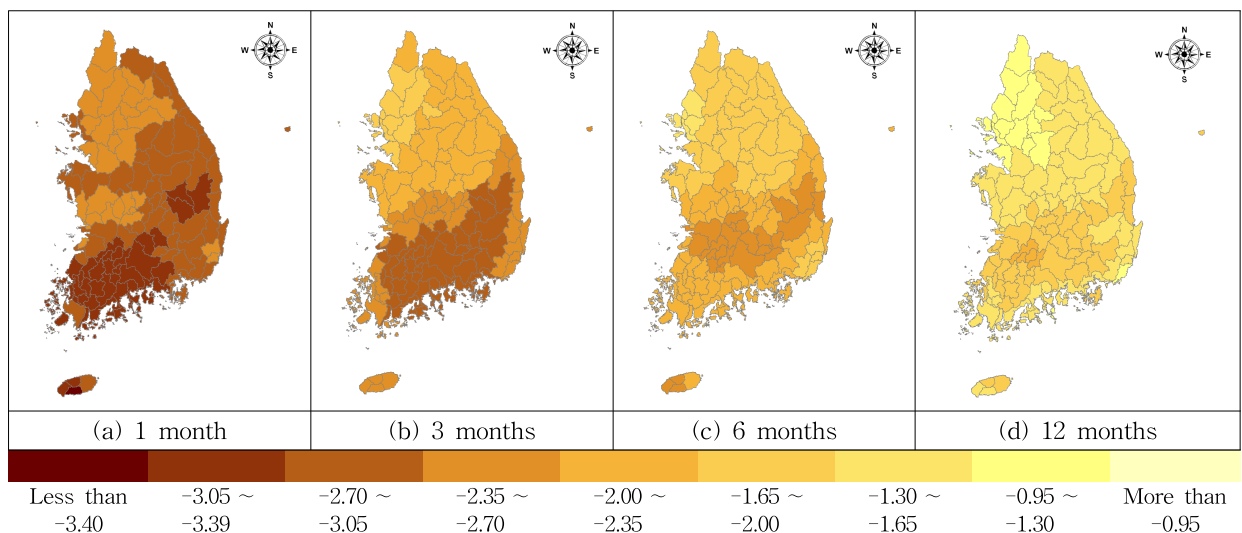 N
W E
S
N
W E
S
N
W E
S
N
W E
S
(a) 1 month
(b) 3 months
(c) 6 months
(d) 12 months
Less than
-3.40
-3.05 ~
-3.39
-2.70 ~
-3.05
-2.35 ~
-2.70
-2.00 ~
-2.35
-1.65 ~
-2.00
-1.30 ~
-1.65
-0.95 ~
-1.30
More than
-0.95